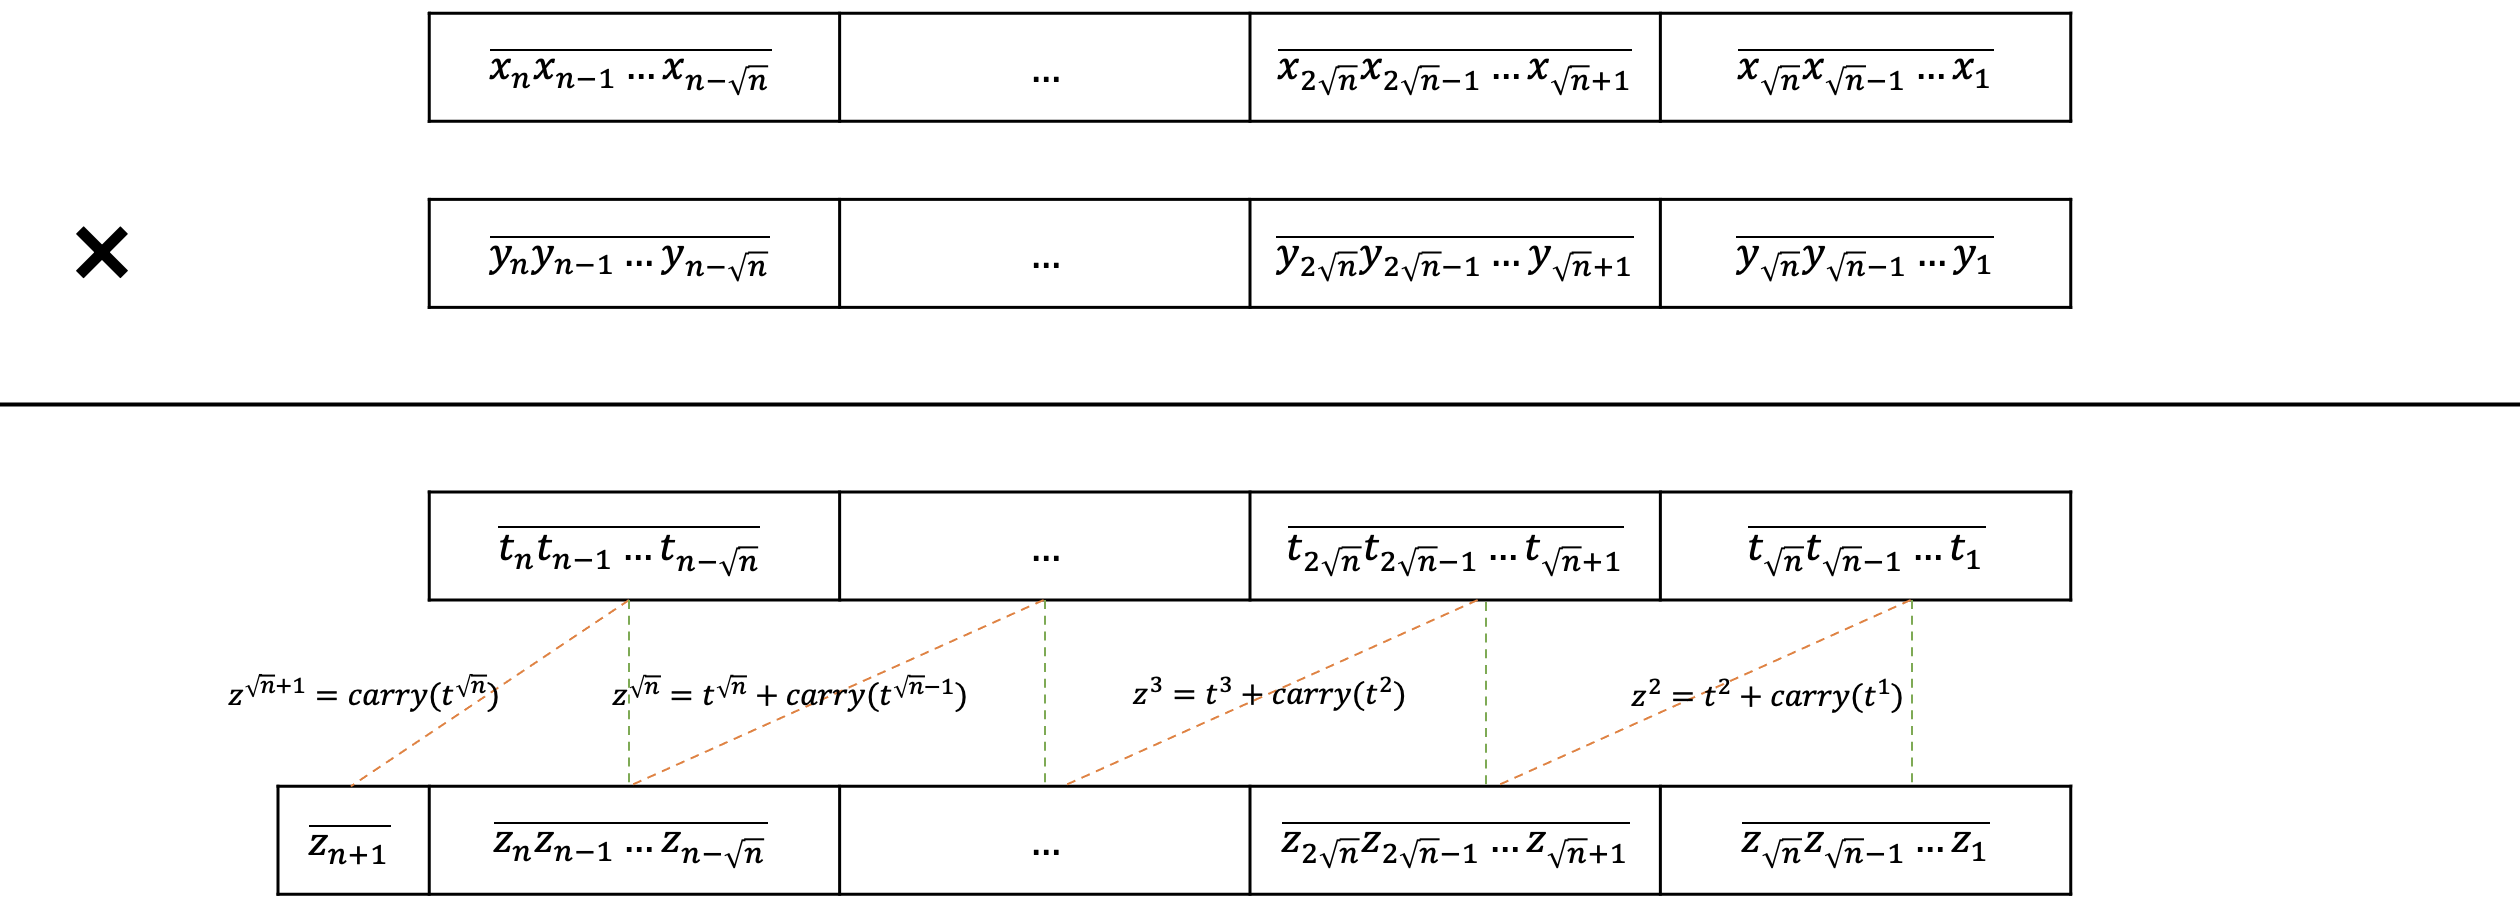 $\overline{x_n x_{n-1} \dots x_{n-\sqrt{n}}}$ ... $\overline{x_{2\sqrt{n}} x_{2\sqrt{n}-1} \dots x_{\sqrt{n}+1}}$ $\overline{x_{\sqrt{n}} x_{\sqrt{n}-1} \dots x_1}$
× $\overline{y_n y_{n-1} \dots y_{n-\sqrt{n}}}$ ... $\overline{y_{2\sqrt{n}} y_{2\sqrt{n}-1} \dots y_{\sqrt{n}+1}}$ $\overline{y_{\sqrt{n}} y_{\sqrt{n}-1} \dots y_1}$
$\overline{t_n t_{n-1} \dots t_{n-\sqrt{n}}}$ ... $\overline{t_{2\sqrt{n}} t_{2\sqrt{n}-1} \dots t_{\sqrt{n}+1}}$ $\overline{t_{\sqrt{n}} t_{\sqrt{n}-1} \dots t_1}$
$z^{\sqrt{n}+1} = carry(t^{\sqrt{n}})$ $z^{\sqrt{n}} = t^{\sqrt{n}} + carry(t^{\sqrt{n}-1})$ $z^3 = t^3 + carry(t^2)$ $z^2 = t^2 + carry(t^1)$
$\overline{z_{n+1}}$ $\overline{z_n z_{n-1} \dots z_{n-\sqrt{n}}}$ ... $\overline{z_{2\sqrt{n}} z_{2\sqrt{n}-1} \dots z_{\sqrt{n}+1}}$ $\overline{z_{\sqrt{n}} z_{\sqrt{n}-1} \dots z_1}$